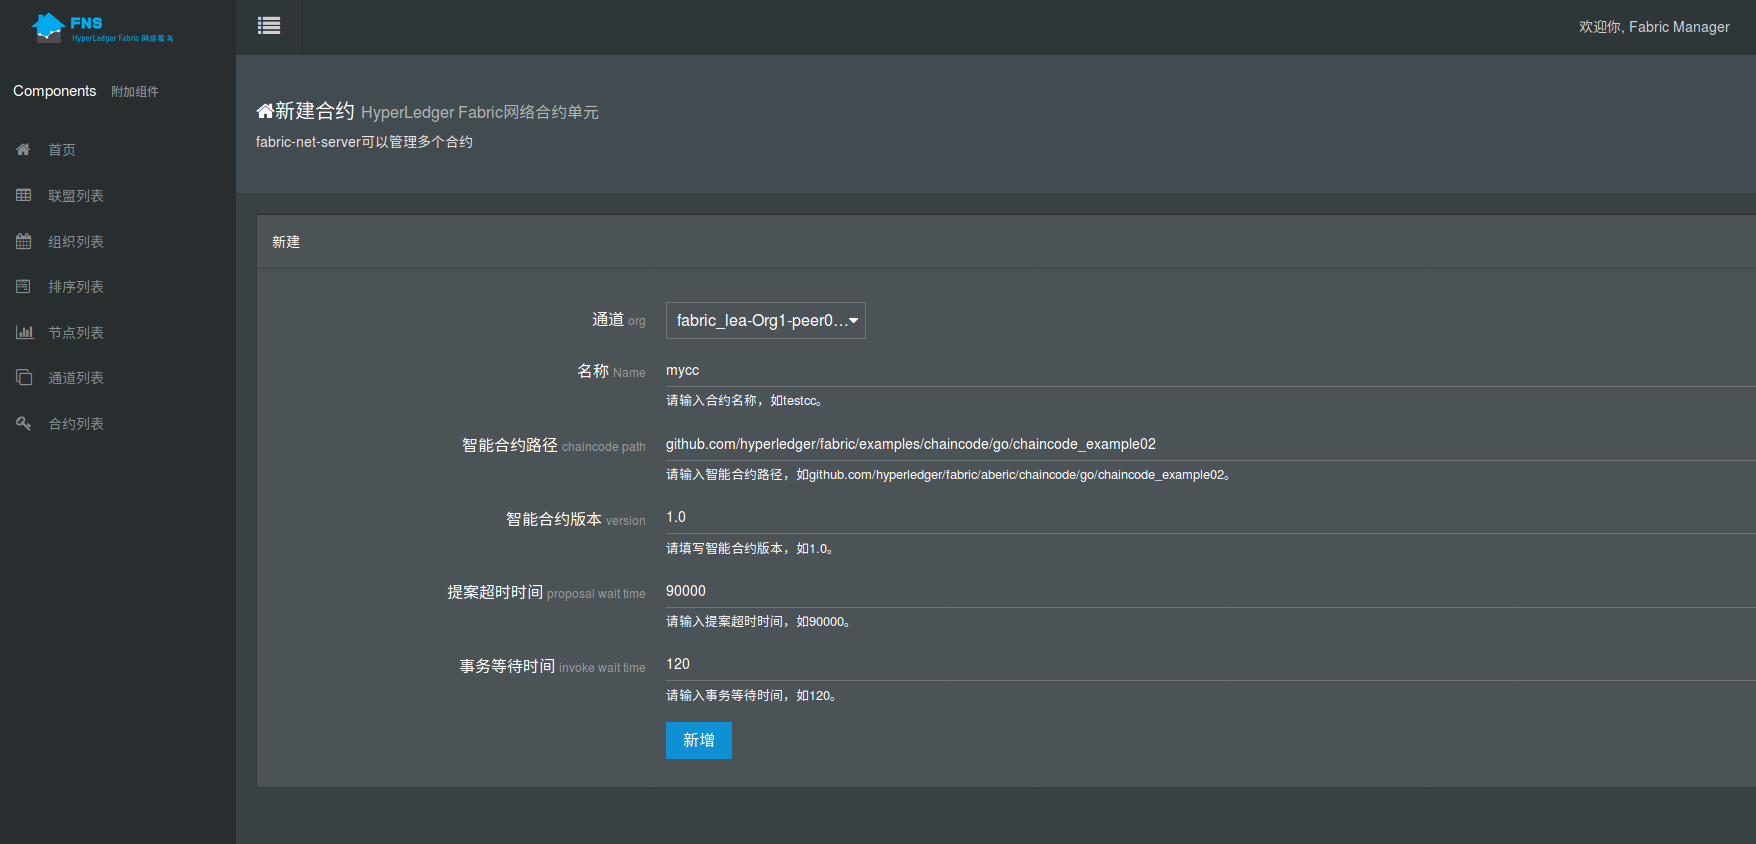 FNS
HyperLedger Fabric 网络服务
欢迎你, Fabric Manager
Components 附加组件
首页
联盟列表
组织列表
排序列表
节点列表
通道列表
合约列表
新建合约 HyperLedger Fabric网络合约单元
fabric-net-server可以管理多个合约
新建
通道 org fabric_lea-Org1-peer0...
名称 Name mycc
请输入合约名称，如testcc。
智能合约路径 chaincode path github.com/hyperledger/fabric/examples/chaincode/go/chaincode_example02
请输入智能合约路径，如github.com/hyperledger/fabric/aberic/chaincode/go/chaincode_example02。
智能合约版本 version 1.0
请填写智能合约版本，如1.0。
提案超时时间 proposal wait time 90000
请输入提案超时时间，如90000。
事务等待时间 invoke wait time 120
请输入事务等待时间，如120。
新增